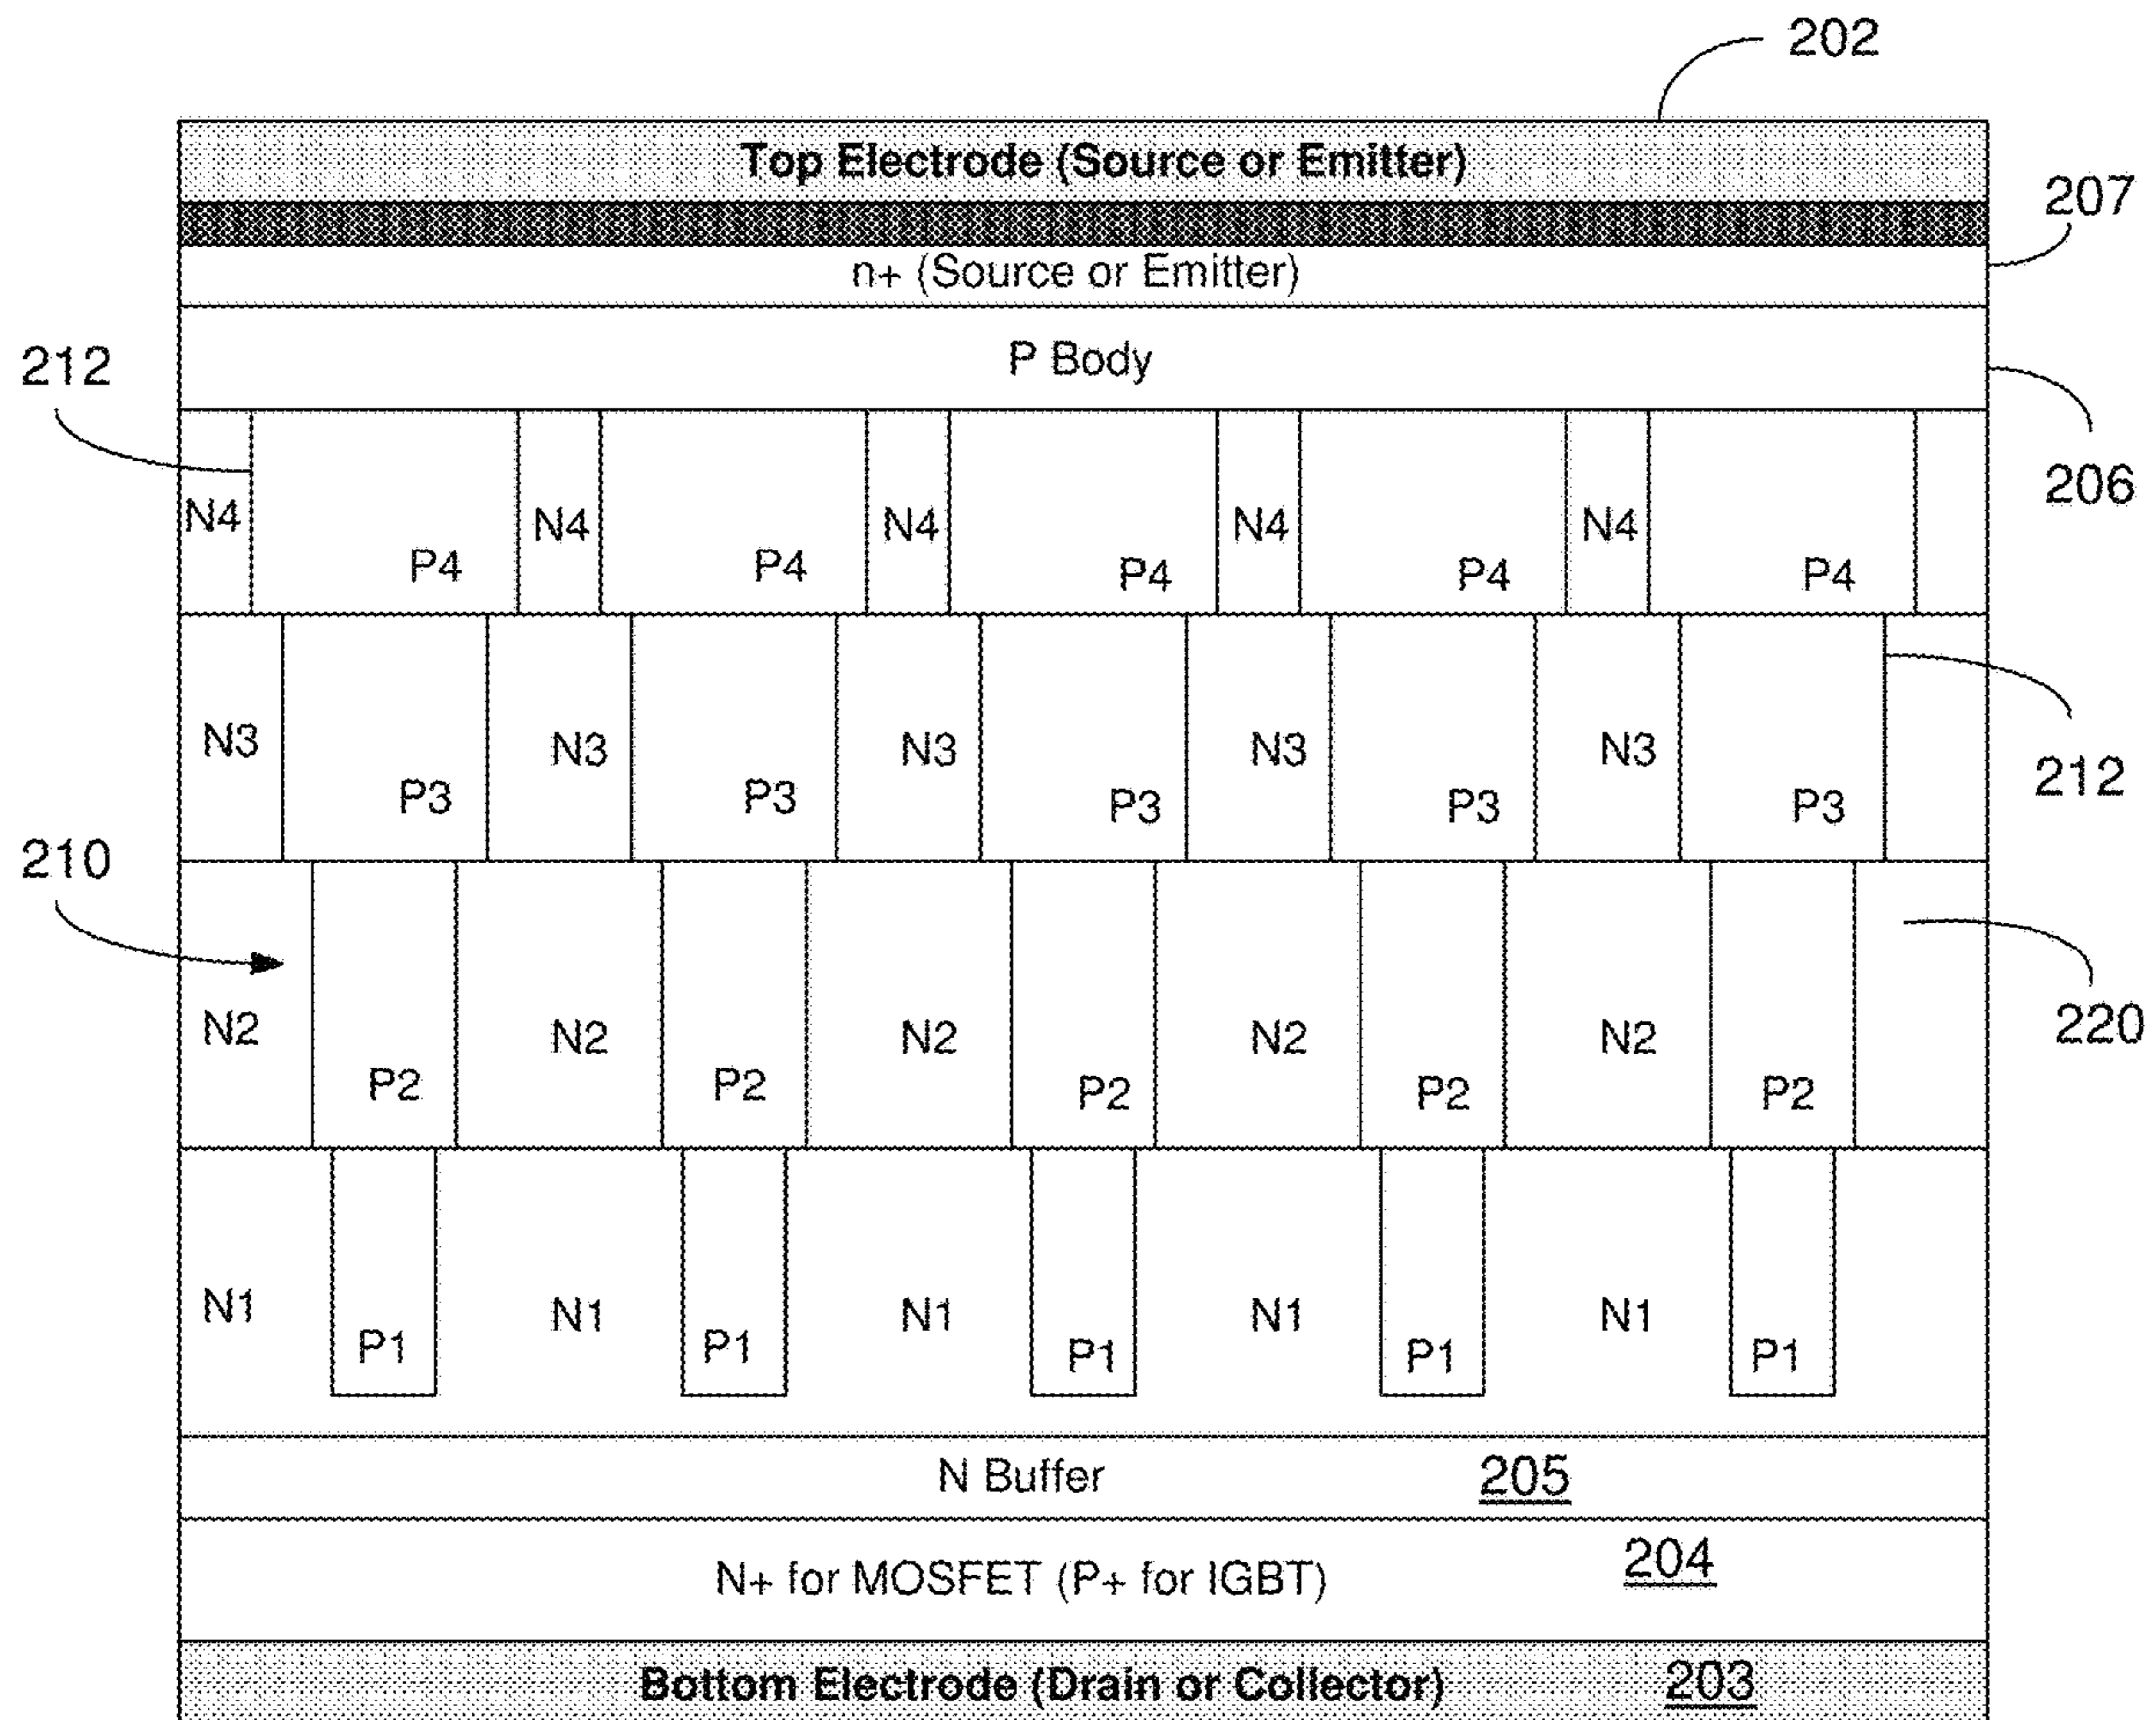 202
Top Electrode (Source or Emitter)
207
n+ (Source or Emitter)
P Body
212
206
N4 N4 N4 N4 N4
P4 P4 P4 P4 P4
N3 N3 N3 N3 N3
212
P3 P3 P3 P3 P3
210
220
N2 N2 N2 N2 N2
P2 P2 P2 P2 P2
N1 N1 N1 N1 N1
P1 P1 P1 P1 P1
N Buffer 205
N+ for MOSFET (P+ for IGBT) 204
Bottom Electrode (Drain or Collector) 203